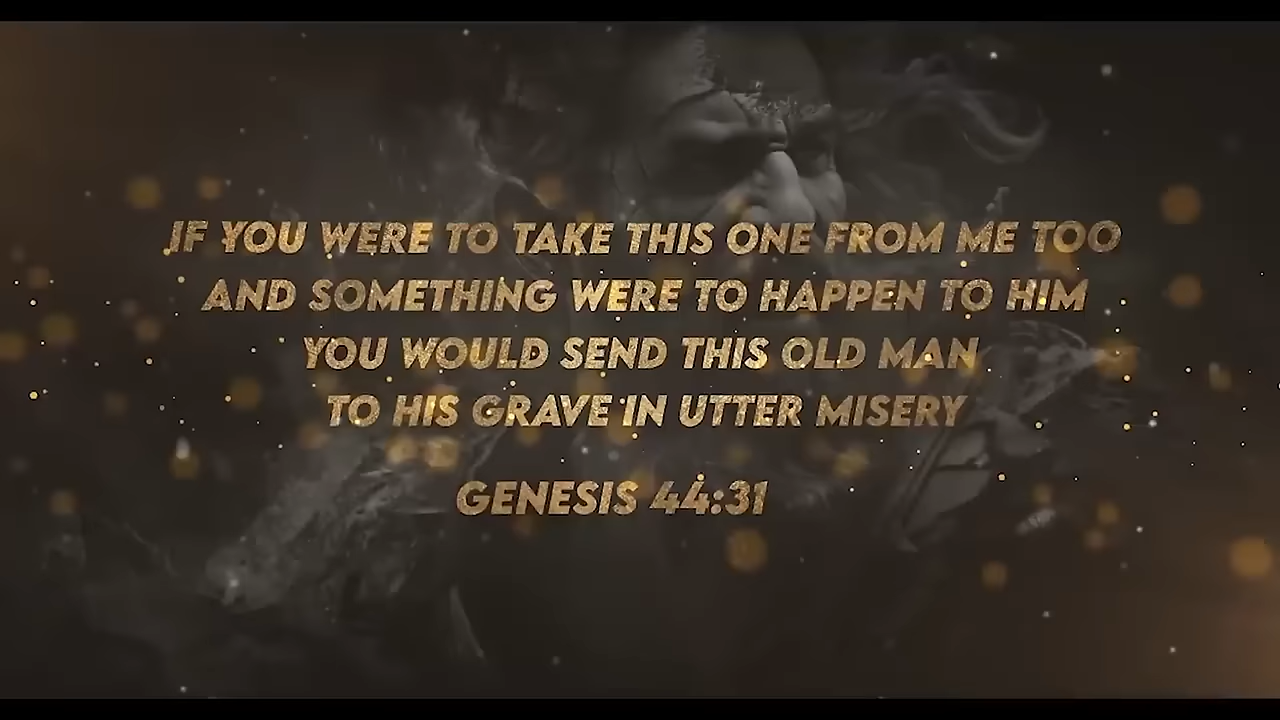 IF YOU WERE TO TAKE THIS ONE FROM ME TOO
AND SOMETHING WERE TO HAPPEN TO HIM
YOU WOULD SEND THIS OLD MAN
TO HIS GRAVE IN UTTER MISERY
GENESIS 44:31